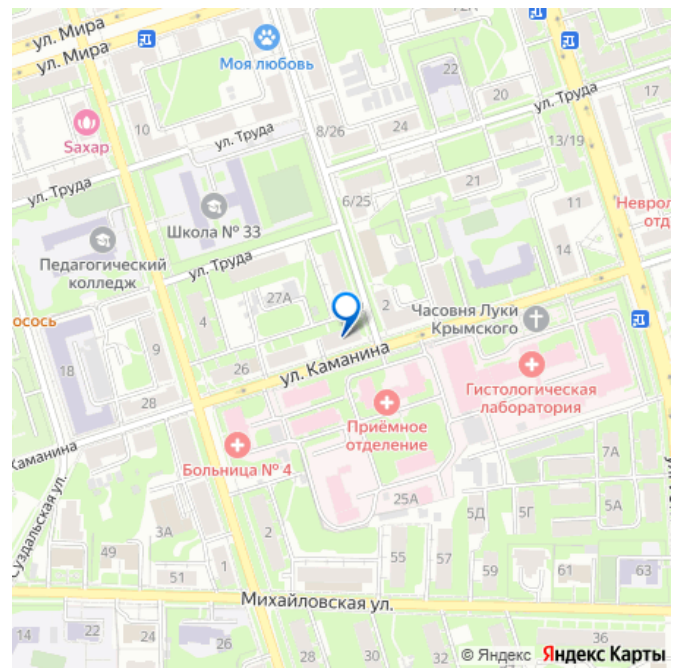 ул. Мира
ул. Мира
Моя любовь
22
20
17
ул. Труда
Sахар
10
8/26
24
13/19
ул. Труда
ул. Труда
6/25
21
11
Школа № 33
Педагогический
колледж
ул. Труда
14
27А
2
4
Часовня Луки́
Крымского
9
18
26
ул. Каманина
Гистологическая
лаборатория
28
Приёмное
отделение
Больница № 4
Каманина
7А
25А
5А
5Д
5Г
Суздальская ул.
3А
2
49
55
57
59
61
63
51
1
Михайловская ул.
14
22
24
26
28
30
32
36
© Яндекс Яндекс Карты